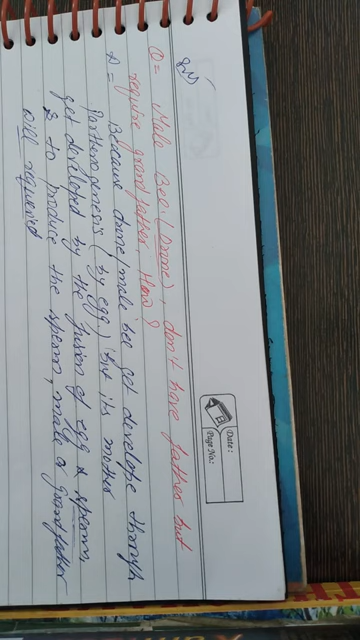 Date :
Page No :
Q = Male Bee (Drone), don't have father but
require grandfather. How ?
A = Because drone/male bee get develope through
Parthenogenesis (by egg) but its mother
get developed by the fusion of egg & sperm
& to produce the sperm, male or grandfather
will required